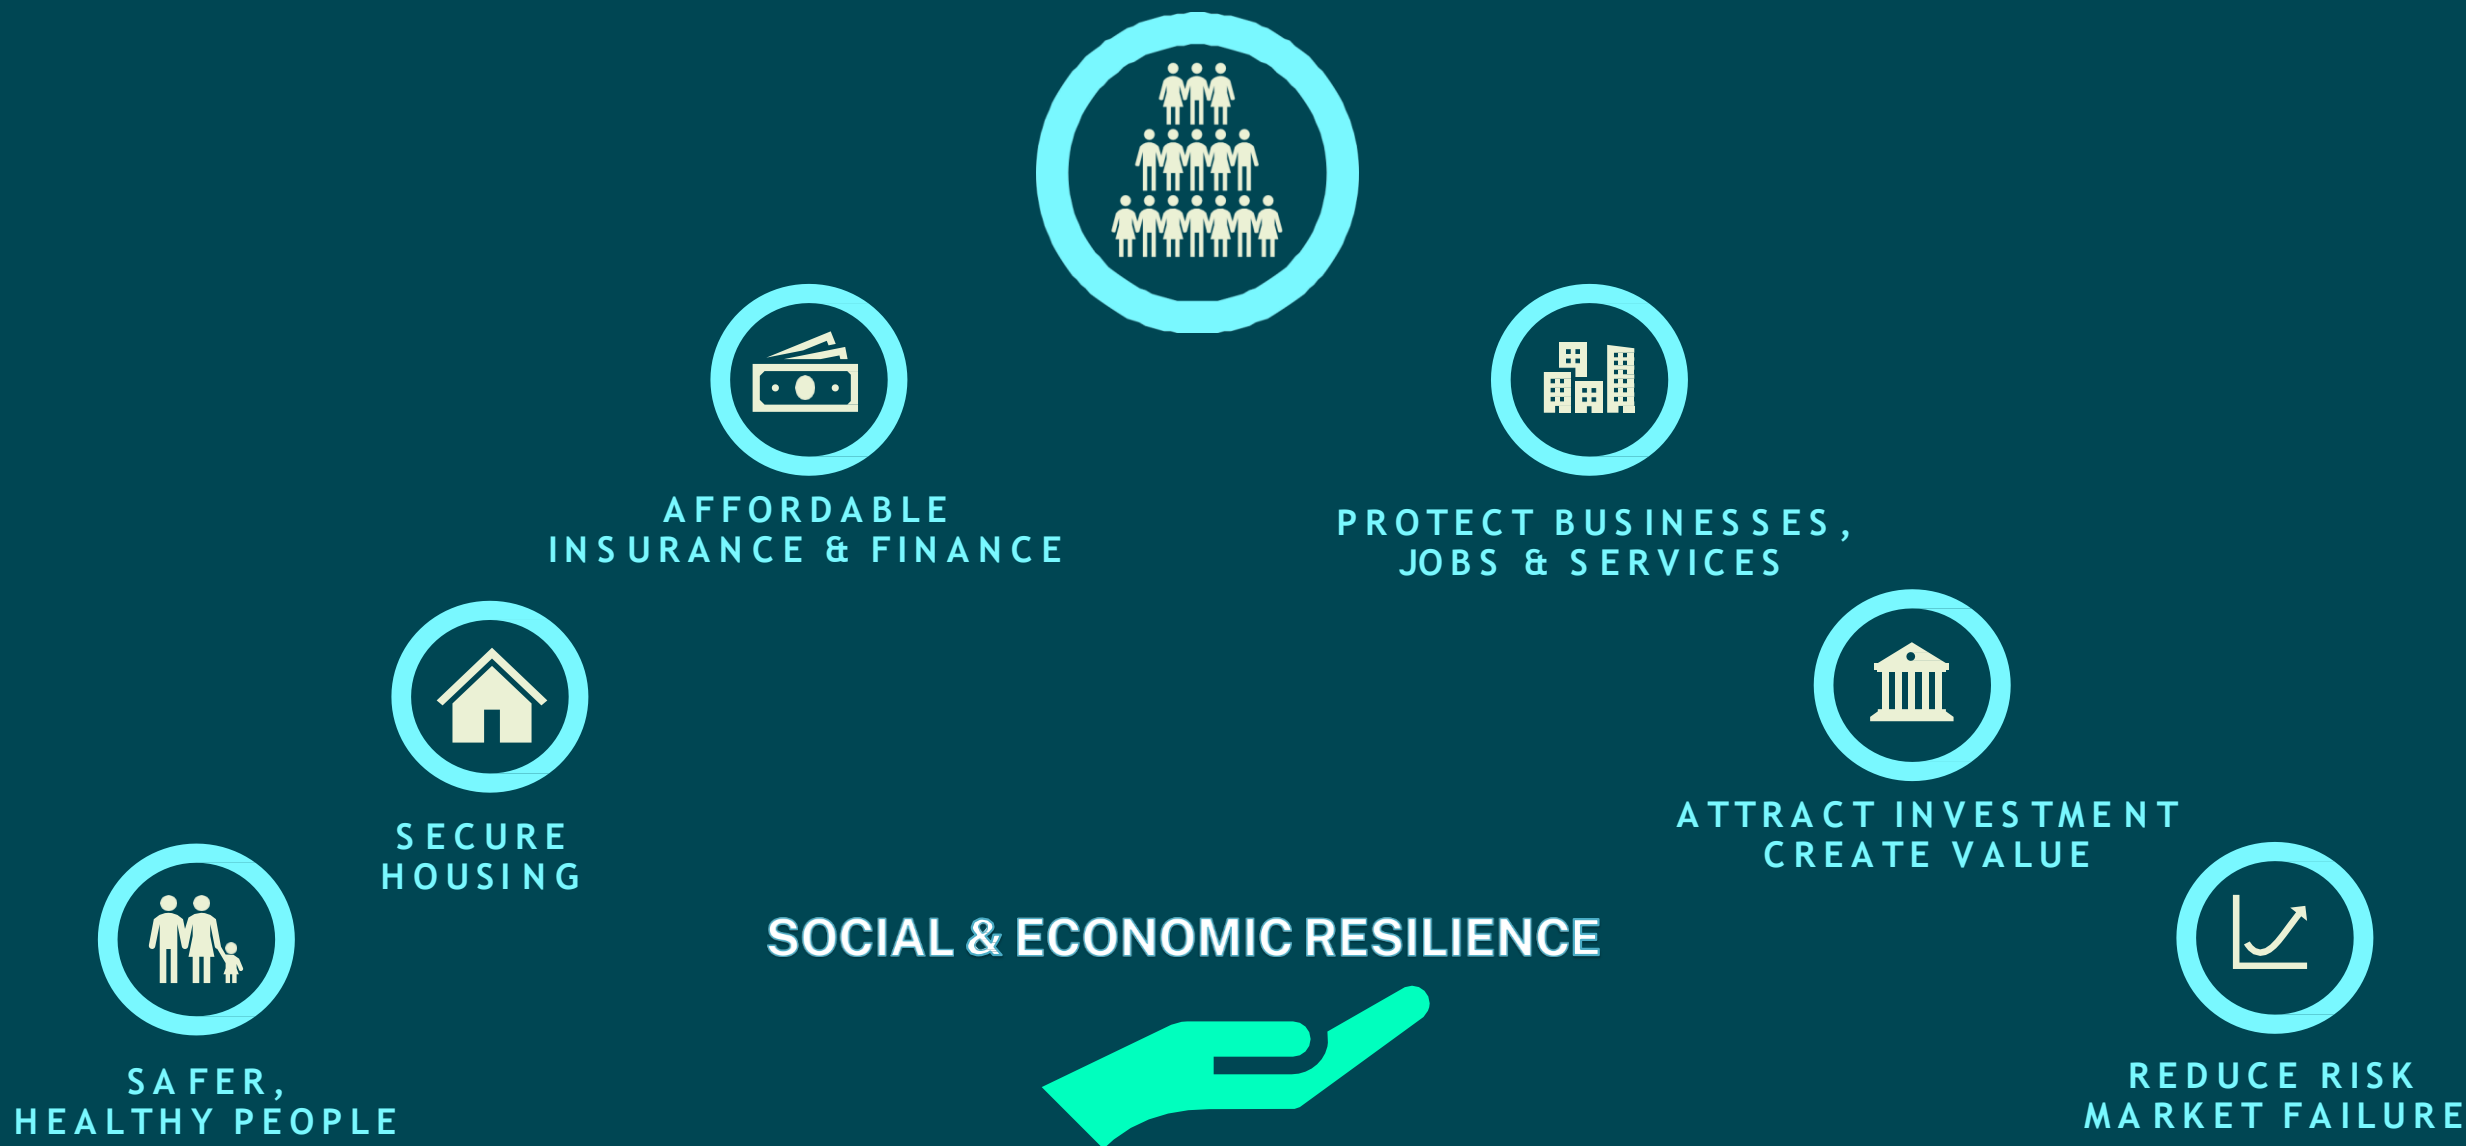 AFFORDABLE
INSURANCE & FINANCE
PROTECT BUSINESSES,
JOBS & SERVICES
SECURE
HOUSING
ATTRACT INVESTMENT
CREATE VALUE
SOCIAL & ECONOMIC RESILIENCE
SAFER,
HEALTHY PEOPLE
REDUCE RISK
MARKET FAILURE